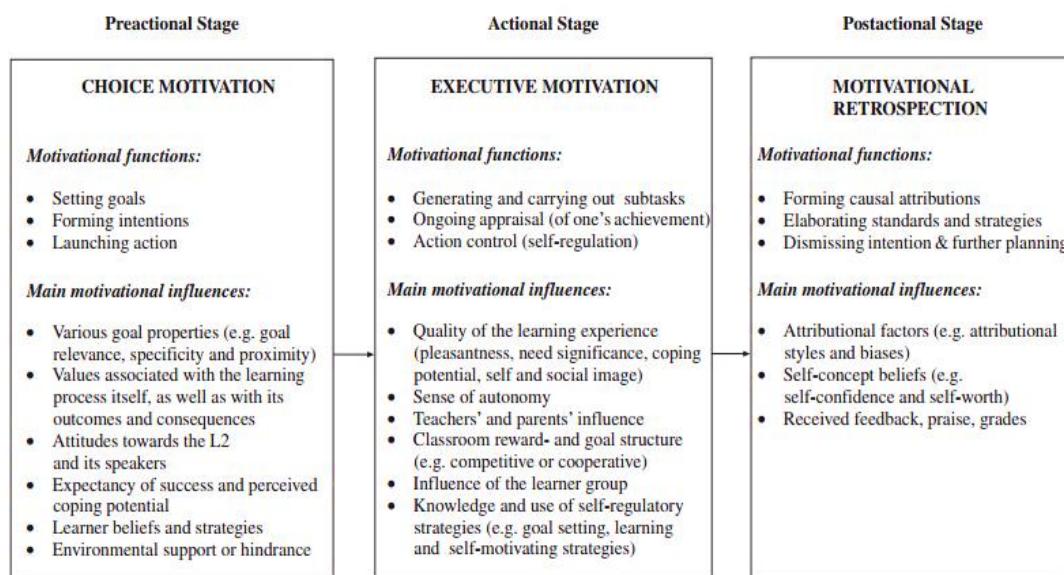 Preactional Stage
Actional Stage
Postactional Stage
CHOICE MOTIVATION
Motivational functions:
• Setting goals
• Forming intentions
• Launching action
Main motivational influences:
• Various goal properties (e.g. goal
relevance, specificity and proximity)
• Values associated with the learning
process itself, as well as with its
outcomes and consequences
• Attitudes towards the L2
and its speakers
• Expectancy of success and perceived
coping potential
• Learner beliefs and strategies
• Environmental support or hindrance
EXECUTIVE MOTIVATION
Motivational functions:
• Generating and carrying out subtasks
• Ongoing appraisal (of one's achievement)
• Action control (self-regulation)
Main motivational influences:
• Quality of the learning experience
(pleasantness, need significance, coping
potential, self and social image)
• Sense of autonomy
• Teachers' and parents' influence
• Classroom reward- and goal structure
(e.g. competitive or cooperative)
• Influence of the learner group
• Knowledge and use of self-regulatory
strategies (e.g. goal setting, learning
and self-motivating strategies)
MOTIVATIONAL
RETROSPECTION
Motivational functions:
• Forming causal attributions
• Elaborating standards and strategies
• Dismissing intention & further planning
Main motivational influences:
• Attributional factors (e.g. attributional
styles and biases)
• Self-concept beliefs (e.g.
self-confidence and self-worth)
• Received feedback, praise, grades